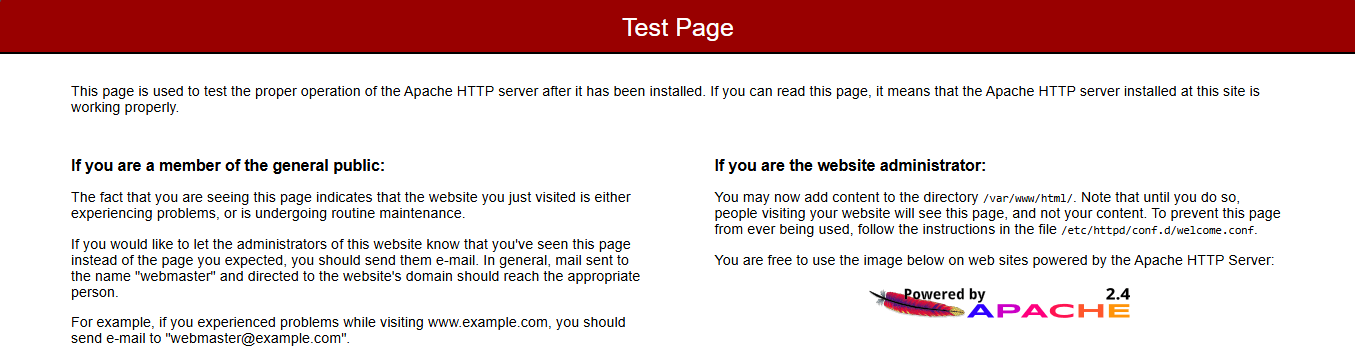 Test Page
This page is used to test the proper operation of the Apache HTTP server after it has been installed. If you can read this page, it means that the Apache HTTP server installed at this site is
working properly.
If you are a member of the general public:
The fact that you are seeing this page indicates that the website you just visited is either
experiencing problems, or is undergoing routine maintenance.
If you would like to let the administrators of this website know that you've seen this page
instead of the page you expected, you should send them e-mail. In general, mail sent to
the name "webmaster" and directed to the website's domain should reach the appropriate
person.
For example, if you experienced problems while visiting www.example.com, you should
send e-mail to "webmaster@example.com".
If you are the website administrator:
You may now add content to the directory /var/www/html/. Note that until you do so,
people visiting your website will see this page, and not your content. To prevent this page
from ever being used, follow the instructions in the file /etc/httpd/conf.d/welcome.conf.
You are free to use the image below on web sites powered by the Apache HTTP Server:
Powered by 2.4
APACHE